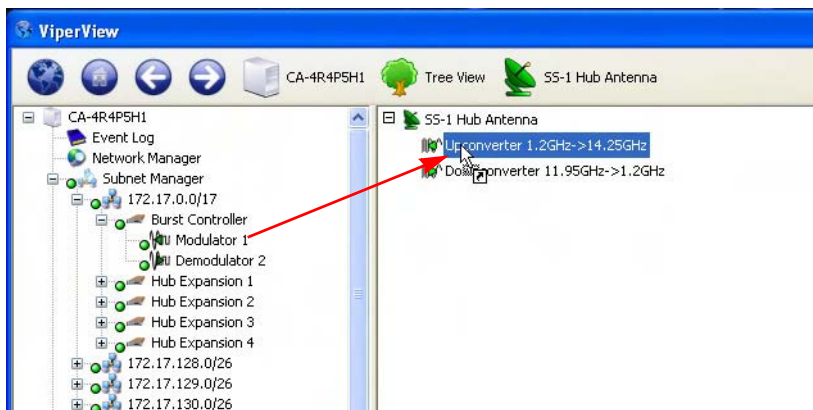 ViperView
CA-4R4P5H1
Tree View
SS-1 Hub Antenna
CA-4R4P5H1
Event Log
Network Manager
Subnet Manager
172.17.0.0/17
Burst Controller
Modulator 1
Demodulator 2
Hub Expansion 1
Hub Expansion 2
Hub Expansion 3
Hub Expansion 4
172.17.128.0/26
172.17.129.0/26
172.17.130.0/26
SS-1 Hub Antenna
Upconverter 1.2GHz->14.25GHz
Downconverter 11.95GHz->1.2GHz